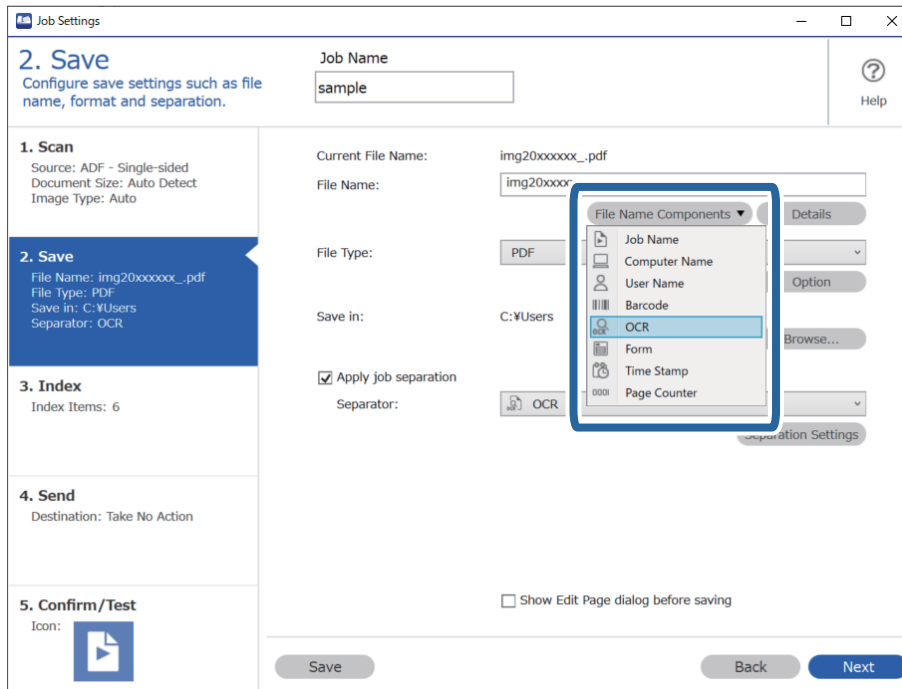 Job Settings
2. Save
Configure save settings such as file
name, format and separation.
Job Name
sample
Help
1. Scan
Source: ADF - Single-sided
Document Size: Auto Detect
Image Type: Auto
2. Save
File Name: img20xxxxxx_.pdf
File Type: PDF
Save in: C:¥Users
Separator: OCR
3. Index
Index Items: 6
4. Send
Destination: Take No Action
5. Confirm/Test
Icon:
Current File Name: img20xxxxxx_.pdf
File Name: img20xxxx
File Name Components ▼ Details
File Type: PDF
Option
Save in: C:¥Users
Browse...
Job Name
Computer Name
User Name
Barcode
OCR
Form
Time Stamp
0001 Page Counter
Apply job separation
Separator: OCR
Separation Settings
Show Edit Page dialog before saving
Save Back Next